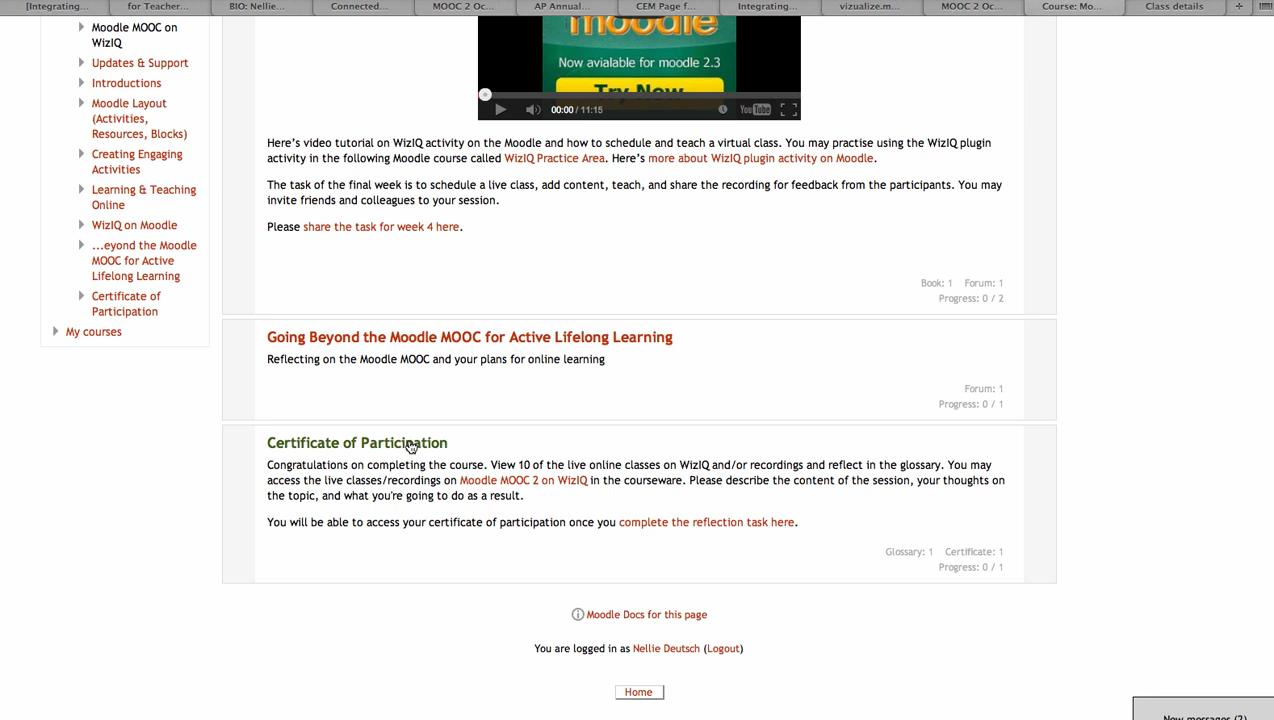 [Integrating...
for Teacher...
BIO: Nellie...
Connected...
MOOC 2 Oc...
AP Annual...
CEM Page f...
Integrating...
vizualize.m...
MOOC 2 Oc...
Course: Mo...
Class details
Moodle MOOC on
WizIQ
Updates & Support
Introductions
Moodle Layout
(Activities,
Resources, Blocks)
Creating Engaging
Activities
Learning & Teaching
Online
WizIQ on Moodle
...eyond the Moodle
MOOC for Active
Lifelong Learning
Certificate of
Participation
My courses
moodle
Now avialable for moodle 2.3
Try Now
00:00 / 11:15
YouTube
Here's video tutorial on WizIQ activity on the Moodle and how to schedule and teach a virtual class. You may practise using the WizIQ plugin
activity in the following Moodle course called WizIQ Practice Area. Here's more about WizIQ plugin activity on Moodle.
The task of the final week is to schedule a live class, add content, teach, and share the recording for feedback from the participants. You may
invite friends and colleagues to your session.
Please share the task for week 4 here.
Book: 1 Forum: 1
Progress: 0 / 2
Going Beyond the Moodle MOOC for Active Lifelong Learning
Reflecting on the Moodle MOOC and your plans for online learning
Forum: 1
Progress: 0 / 1
Certificate of Participation
Congratulations on completing the course. View 10 of the live online classes on WizIQ and/or recordings and reflect in the glossary. You may
access the live classes/recordings on Moodle MOOC 2 on WizIQ in the courseware. Please describe the content of the session, your thoughts on
the topic, and what you're going to do as a result.
You will be able to access your certificate of participation once you complete the reflection task here.
Glossary: 1 Certificate: 1
Progress: 0 / 1
Moodle Docs for this page
You are logged in as Nellie Deutsch (Logout)
Home
New messages (2)